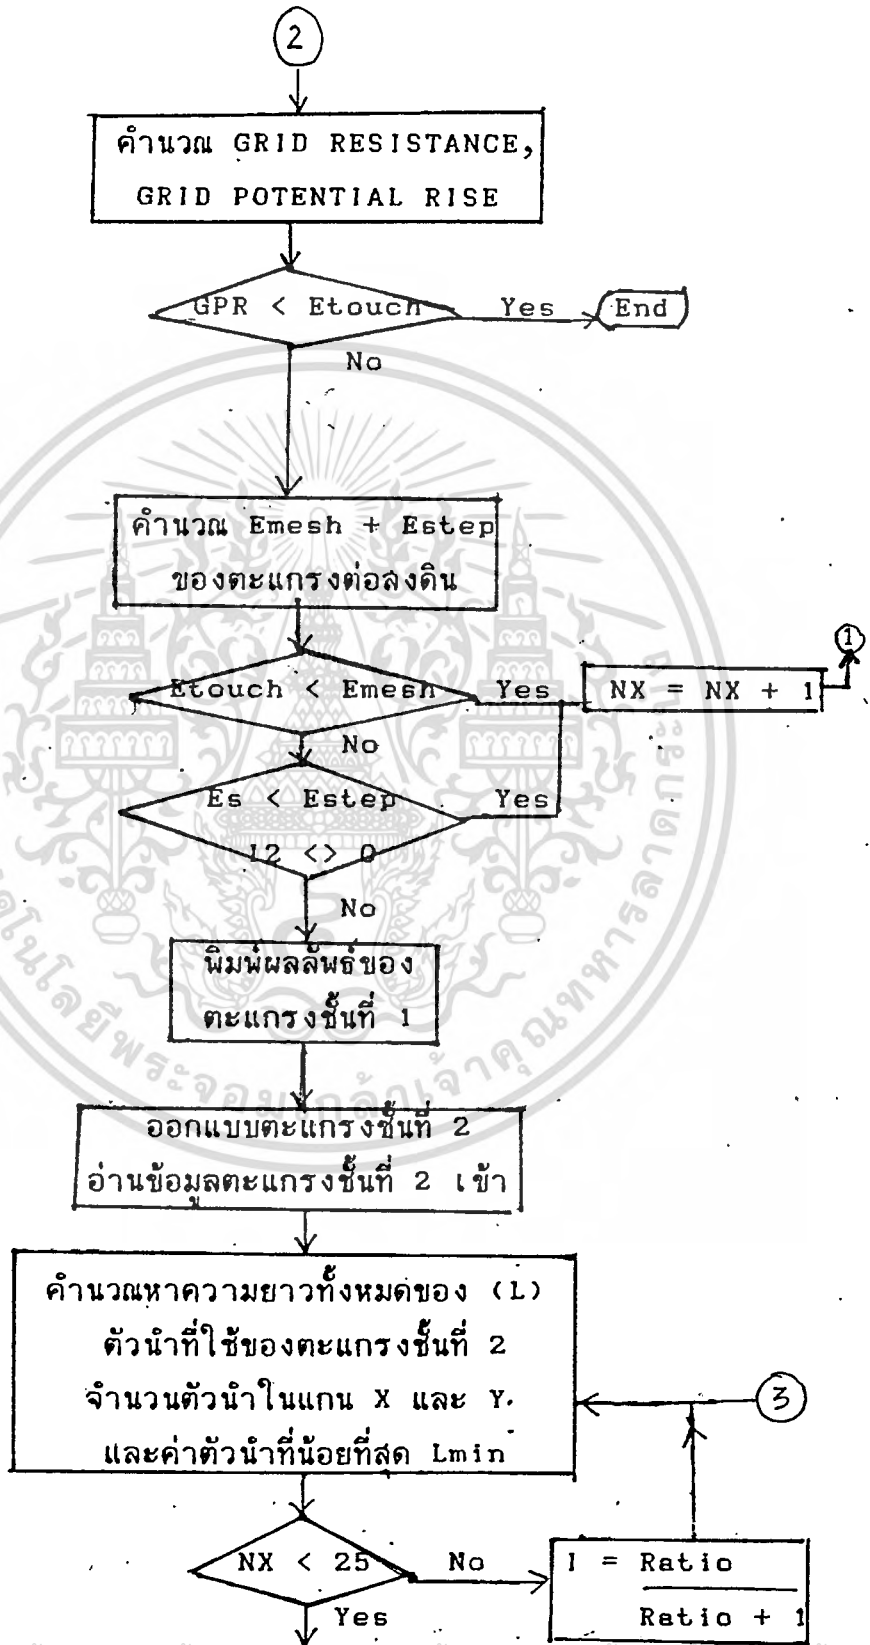 2
คำนวณ GRID RESISTANCE,
GRID POTENTIAL RISE
GPR < Etouch
Yes
End
No
คำนวณ Emesh + Estep
ของตะแกรงต่อลงดิน
1
Etouch < Emesh
Yes
NX = NX + 1
No
Es < Estep
Yes
I2 <> 0
No
พิมพ์ผลลัพธ์ของ
ตะแกรงชั้นที่ 1
ออกแบบตะแกรงชั้นที่ 2
อ่านข้อมูลตะแกรงชั้นที่ 2 เข้า
คำนวณหาความยาวทั้งหมดของ (L)
ตัวนำที่ใช้ของตะแกรงชั้นที่ 2
จำนวนตัวนำในแกน X และ Y.
และค่าตัวนำที่น้อยที่สุด Lmin
3
NX < 25
No
I = Ratio
Ratio + 1
Yes